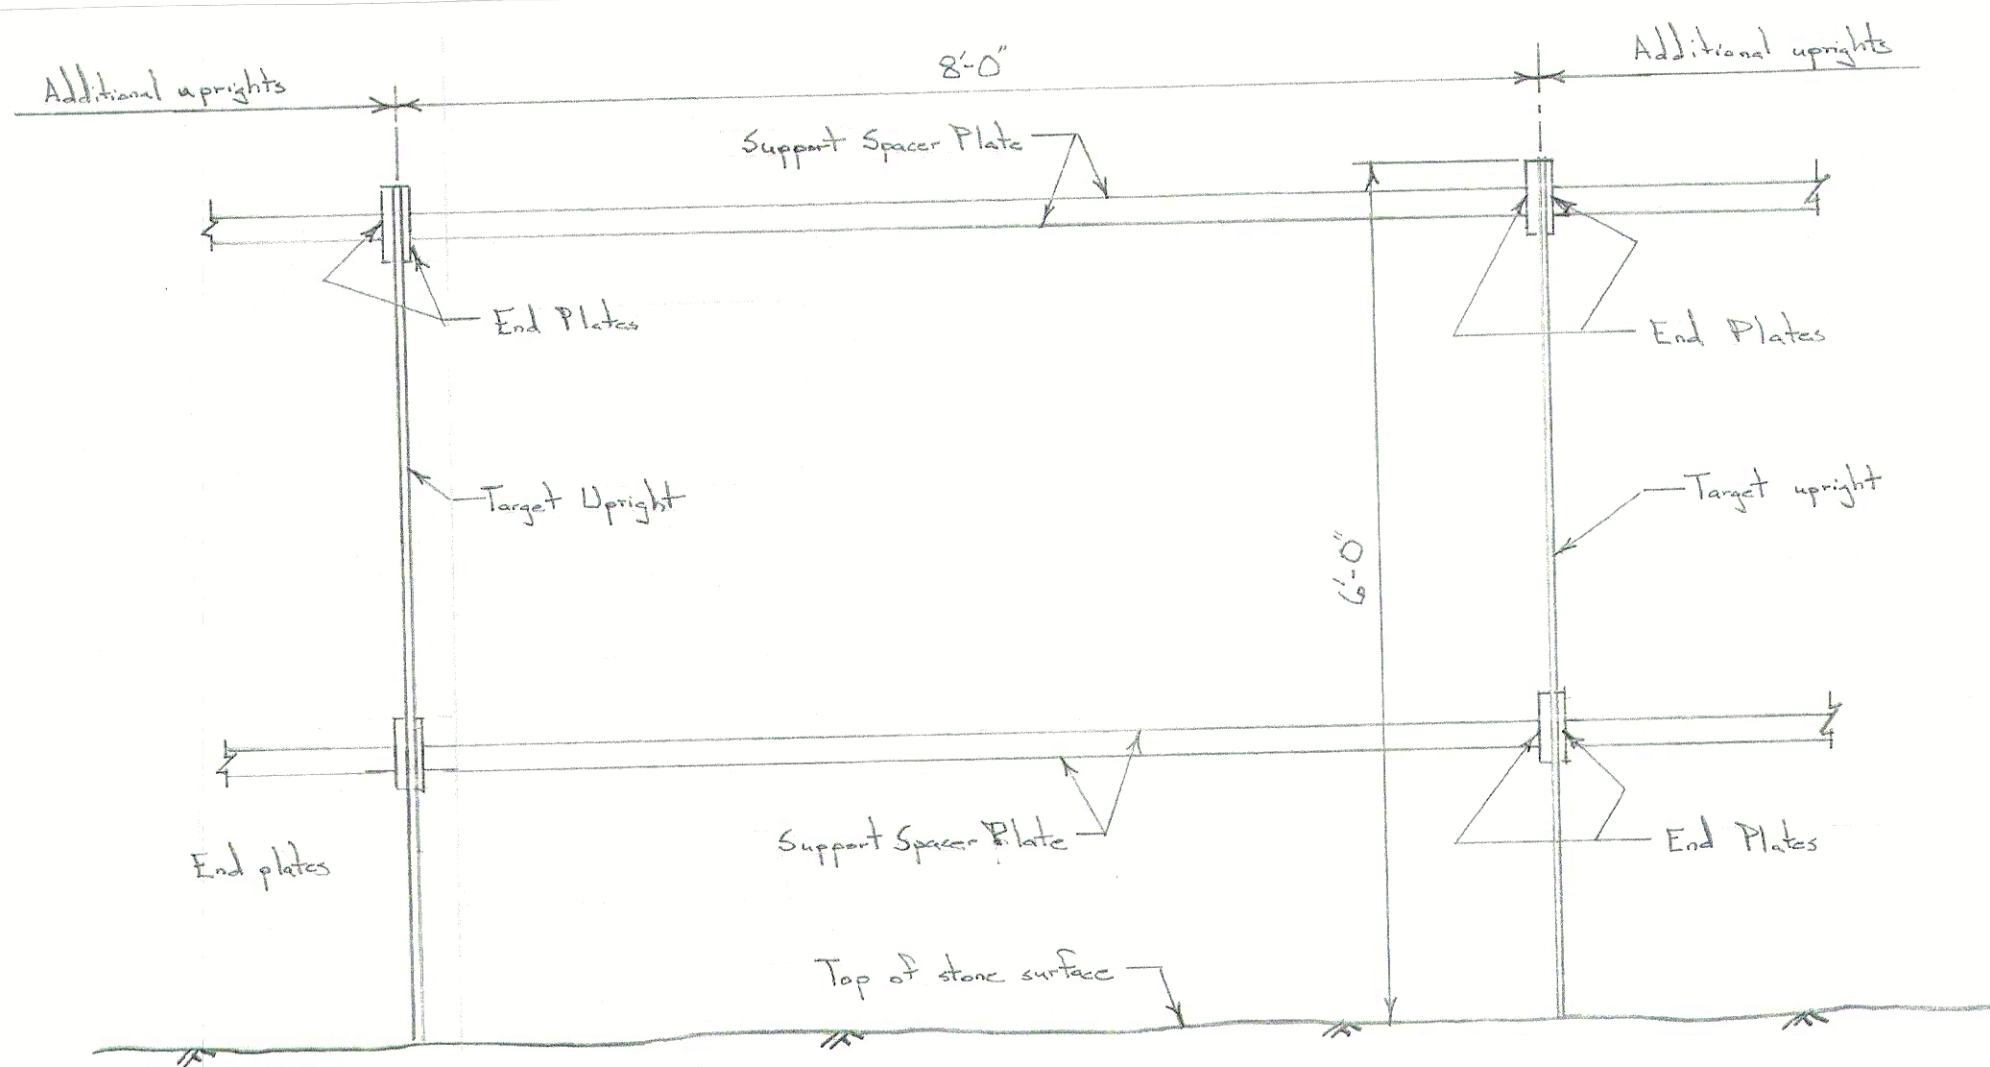 Additional uprights
8'-0"
Additional uprights
Support Spacer Plate
End Plates
End Plates
Target Upright
Target upright
6'-0"
Support Spacer Plate
End Plates
End plates
Top of stone surface